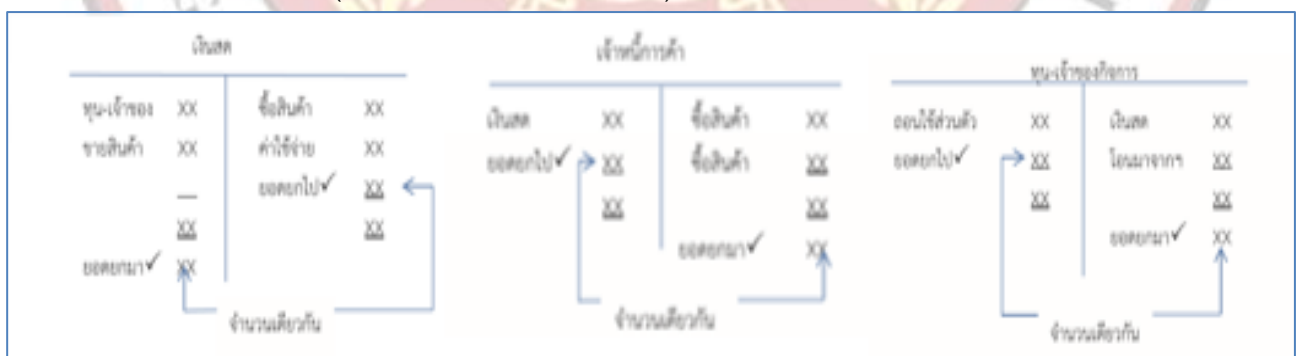 เงินสด
ทุน-เจ้าของ XX ซื้อสินค้า XX
ขายสินค้า XX ค่าใช้จ่าย XX
ยอดยกไป✓ XX
XX XX
ยอดยกมา✓ XX
จำนวนเดียวกัน
เจ้าหนี้การค้า
เงินสด XX ซื้อสินค้า XX
ยอดยกไป✓ XX ซื้อสินค้า XX
XX XX
ยอดยกมา✓ XX
จำนวนเดียวกัน
ทุน-เจ้าของกิจการ
ถอนใช้ส่วนตัว XX เงินสด XX
ยอดยกไป✓ XX โอนมาจากฯ XX
XX XX
ยอดยกมา✓ XX
จำนวนเดียวกัน